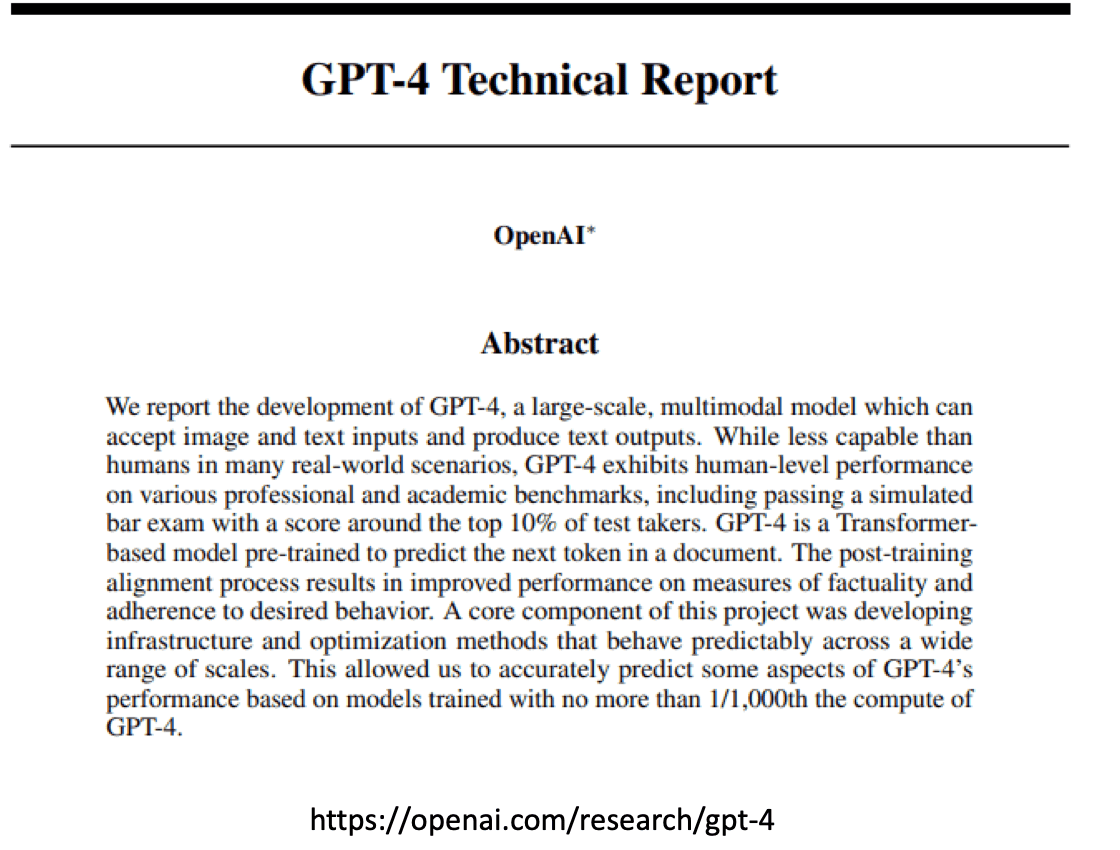 GPT-4 Technical Report
OpenAI*
Abstract
We report the development of GPT-4, a large-scale, multimodal model which can
accept image and text inputs and produce text outputs. While less capable than
humans in many real-world scenarios, GPT-4 exhibits human-level performance
on various professional and academic benchmarks, including passing a simulated
bar exam with a score around the top 10% of test takers. GPT-4 is a Transformer-
based model pre-trained to predict the next token in a document. The post-training
alignment process results in improved performance on measures of factuality and
adherence to desired behavior. A core component of this project was developing
infrastructure and optimization methods that behave predictably across a wide
range of scales. This allowed us to accurately predict some aspects of GPT-4's
performance based on models trained with no more than 1/1,000th the compute of
GPT-4.
https://openai.com/research/gpt-4